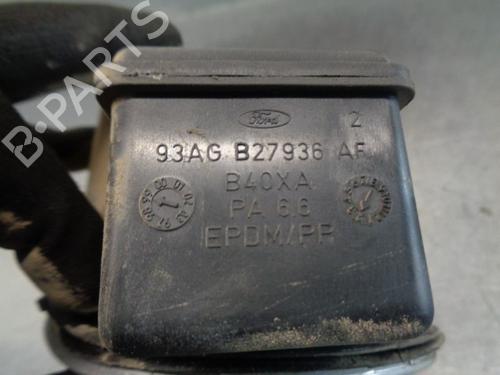 B-PARTS
Ford 2
93AG B27936 AF
B40XA
PA 6.6
EPDM/PP